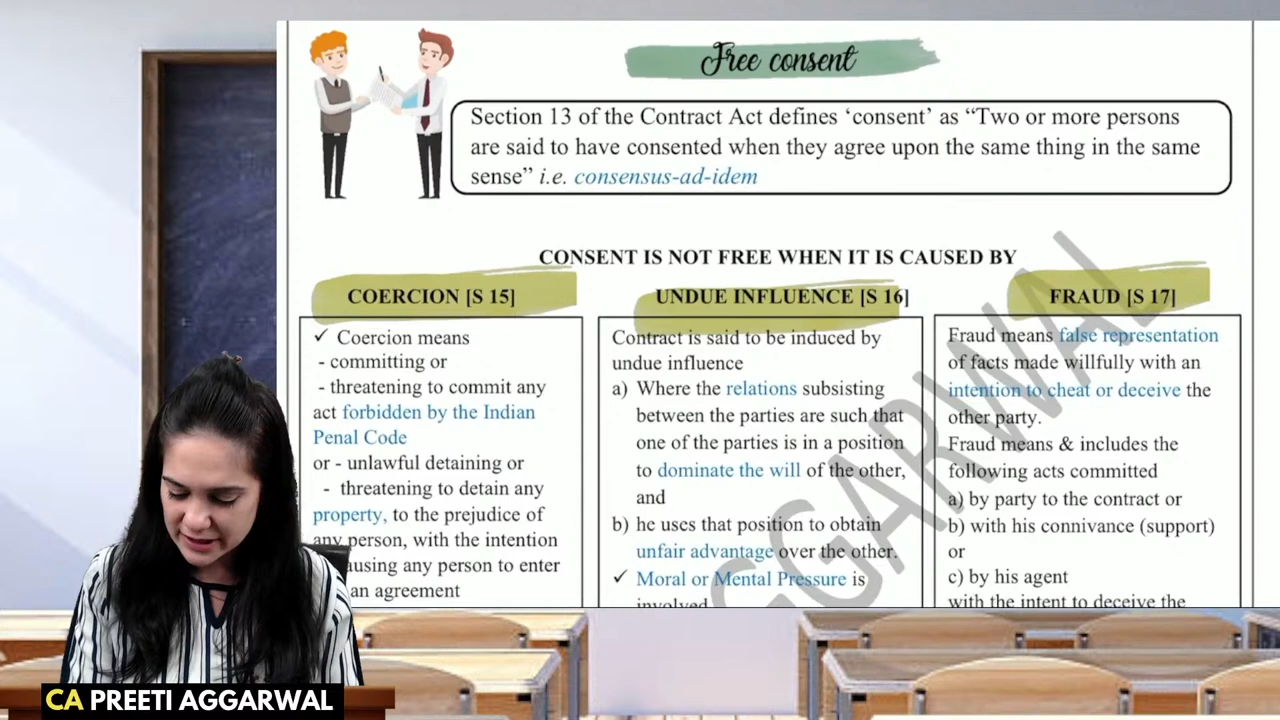 Free consent
Section 13 of the Contract Act defines ‘consent’ as “Two or more persons
are said to have consented when they agree upon the same thing in the same
sense” i.e. consensus-ad-idem
CONSENT IS NOT FREE WHEN IT IS CAUSED BY
COERCION [S 15]
✓ Coercion means
- committing or
- threatening to commit any
act forbidden by the Indian
Penal Code
or - unlawful detaining or
- threatening to detain any
property, to the prejudice of
any person, with the intention
ausing any person to enter
an agreement
UNDUE INFLUENCE [S 16]
Contract is said to be induced by
undue influence
a) Where the relations subsisting
between the parties are such that
one of the parties is in a position
to dominate the will of the other,
and
b) he uses that position to obtain
unfair advantage over the other.
✓ Moral or Mental Pressure is
involved
FRAUD [S 17]
Fraud means false representation
of facts made willfully with an
intention to cheat or deceive the
other party.
Fraud means & includes the
following acts committed
a) by party to the contract or
b) with his connivance (support)
or
c) by his agent
with the intent to deceive the
GGARWAL
CA PREETI AGGARWAL